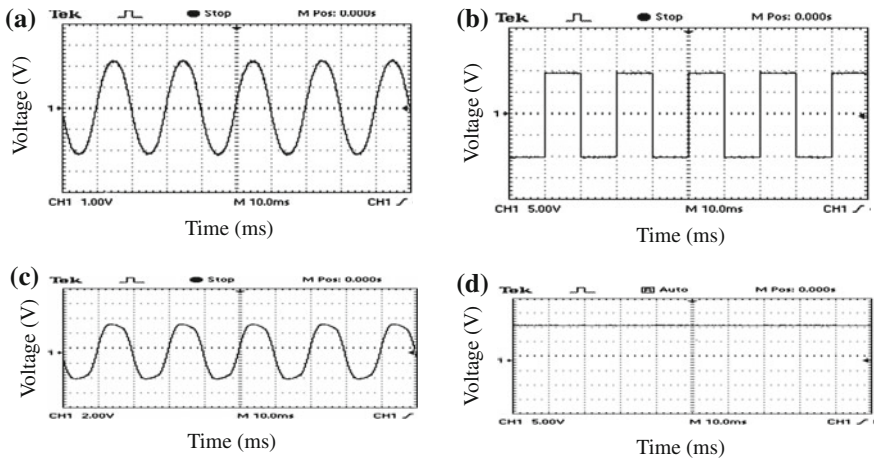 (a)
Tek Stop M Pos: 0.000s
Voltage (V)
1
CH1 1.00V M 10.0ms CH1
Time (ms)
(b)
Tek Stop M Pos: 0.000s
Voltage (V)
1
CH1 5.00V M 10.0ms CH1
Time (ms)
(c)
Tek Stop M Pos: 0.000s
Voltage (V)
1
CH1 2.00V M 10.0ms CH1
Time (ms)
(d)
Tek Auto M Pos: 0.000s
Voltage (V)
1
CH1 5.00V M 10.0ms CH1
Time (ms)